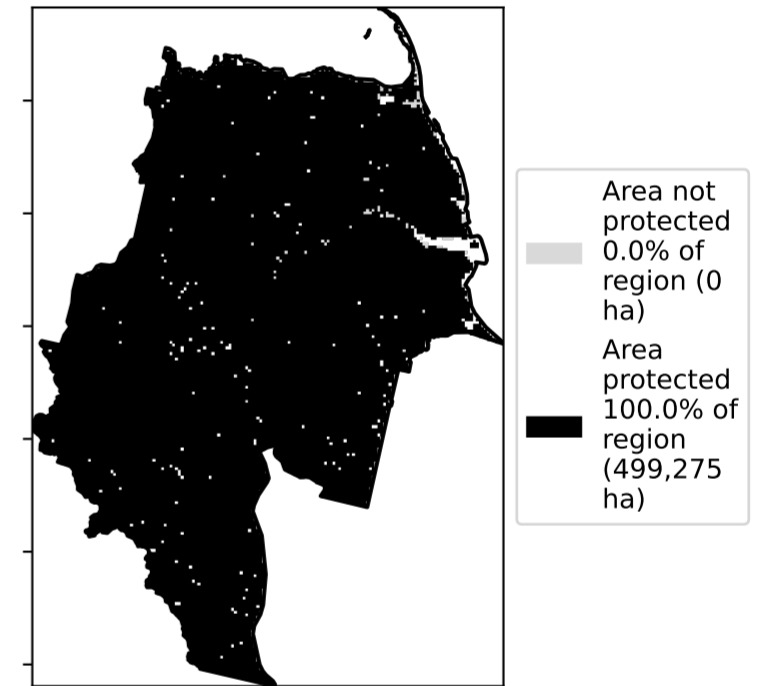 Area not
protected
0.0% of
region (0
ha)
Area
protected
100.0% of
region
(499,275
ha)